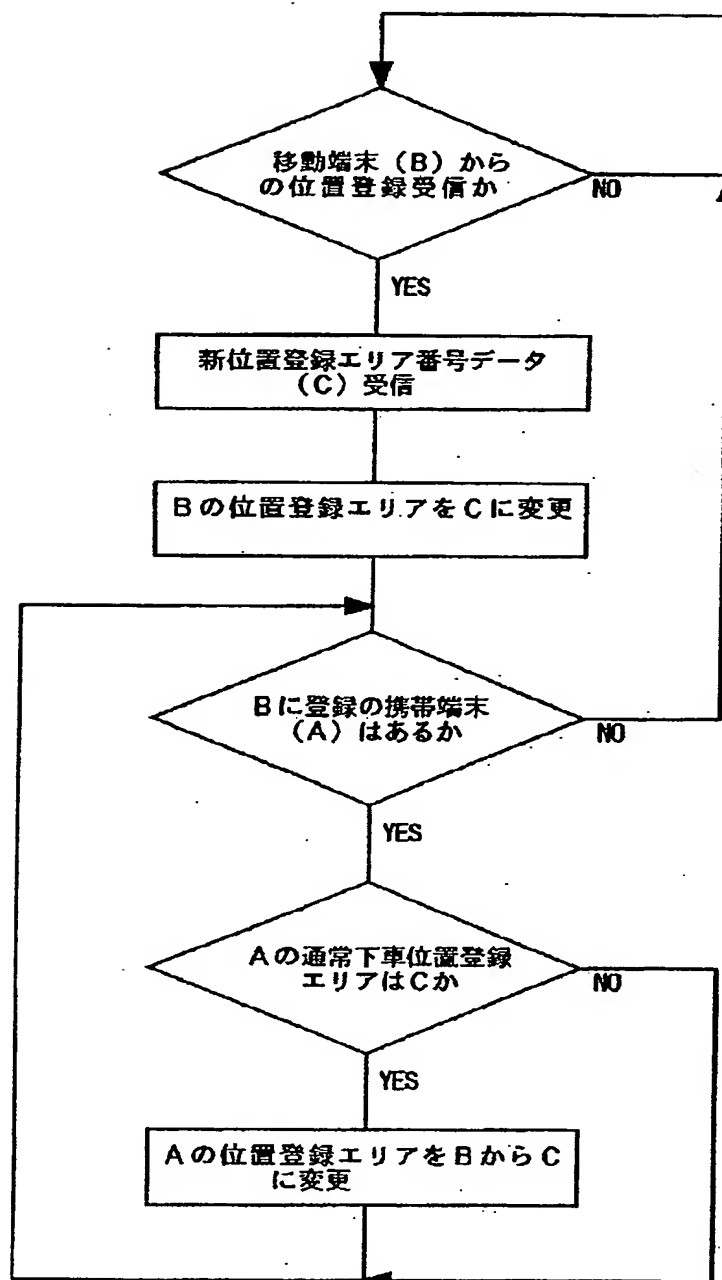 移動端末（B）から
の位置登録受信か
NO
YES
新位置登録エリア番号データ
（C）受信
Bの位置登録エリアをCに変更
Bに登録の携帯端末
（A）はあるか
NO
YES
Aの通常下車位置登録
エリアはCか
NO
YES
Aの位置登録エリアをBからC
に変更